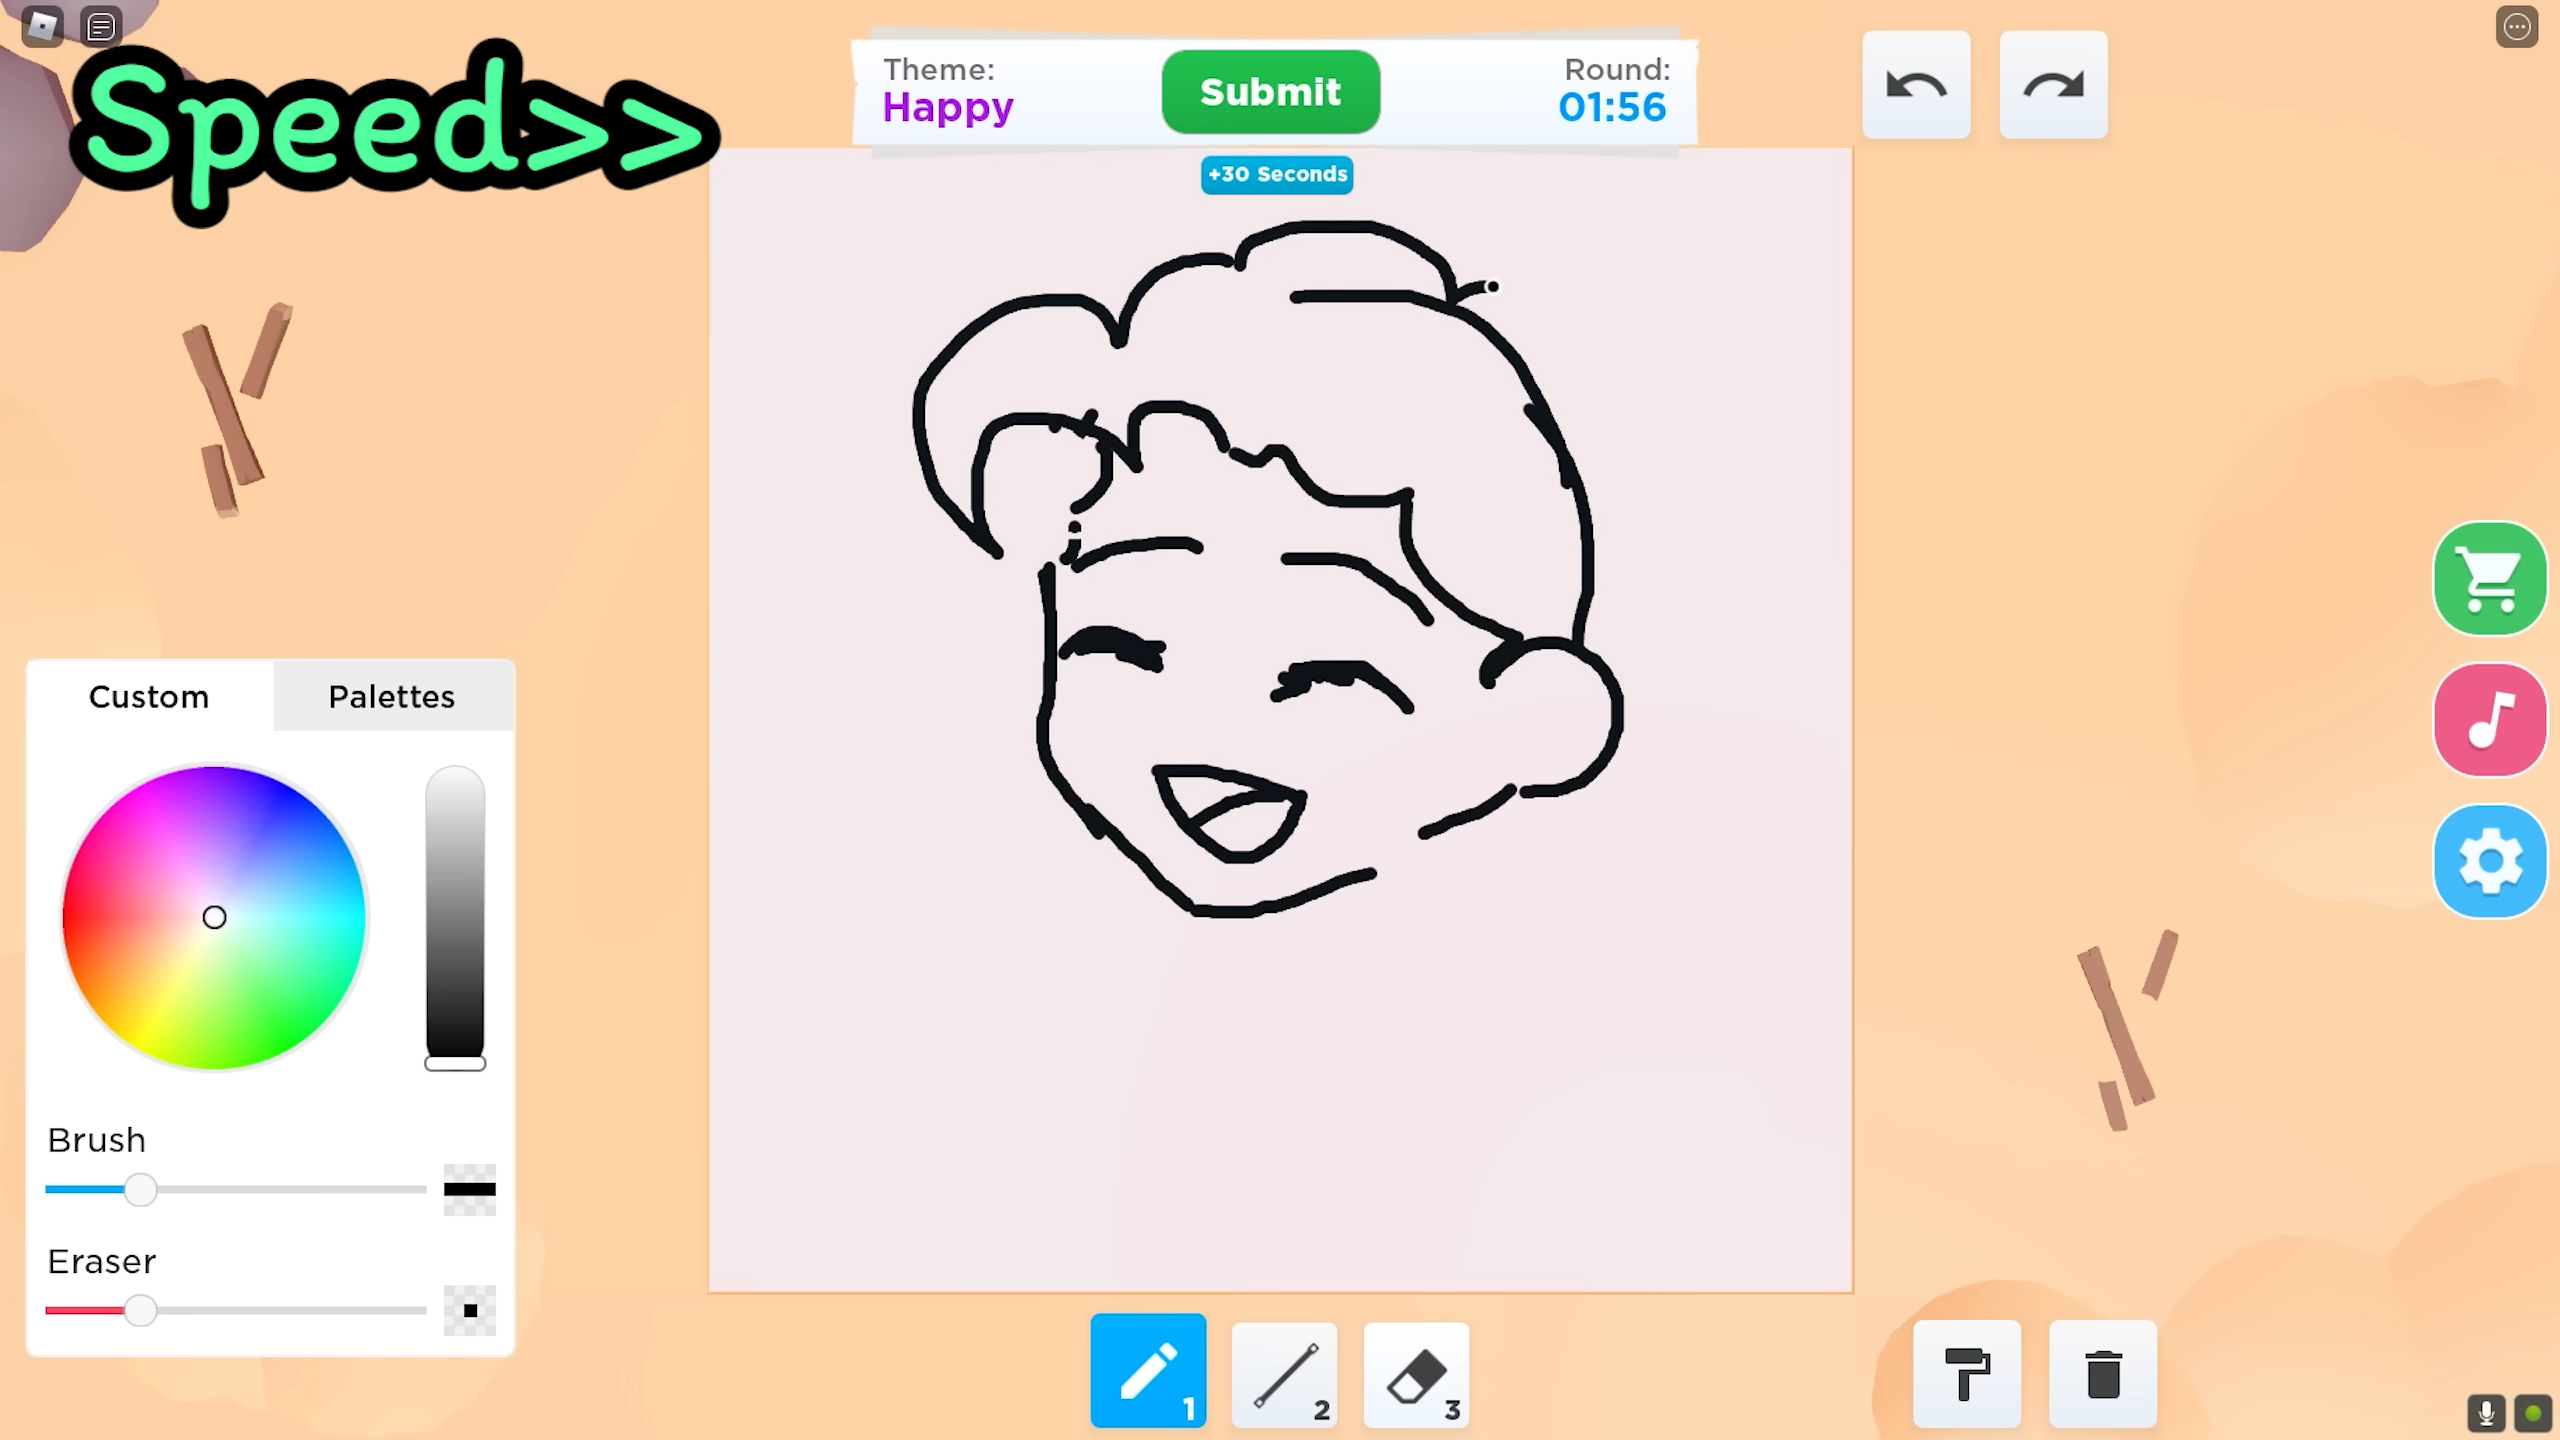 Speed>>
Theme:
Happy
Submit
Round:
01:56
+30 Seconds
Custom
Palettes
Brush
Eraser
1
2
3